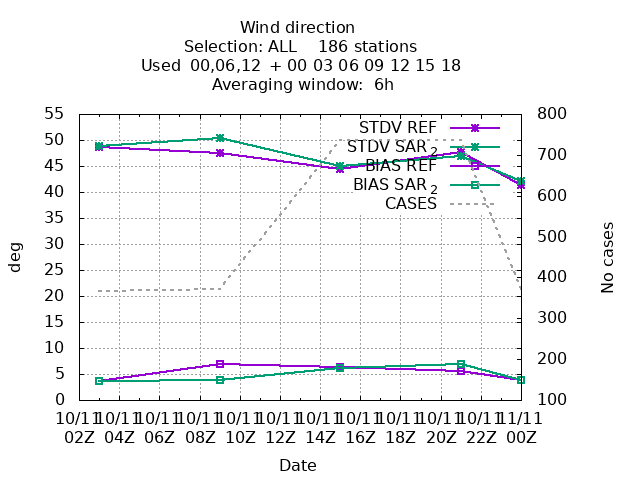 Wind direction
Selection: ALL 186 stations
Used 00,06,12 + 00 03 06 09 12 15 18
Averaging window: 6h
55
50
45
40
35
30
25
20
15
10
5
0
800
700
600
500
400
300
200
100
deg
No cases
STDV REF
STDV SAR 2
BIAS REF
BIAS SAR 2
CASES
10/11 10/11 10/11 10/11 10/11 10/11 10/11 10/11 10/11 10/11 10/11 11/11
02Z 04Z 06Z 08Z 10Z 12Z 14Z 16Z 18Z 20Z 22Z 00Z
Date